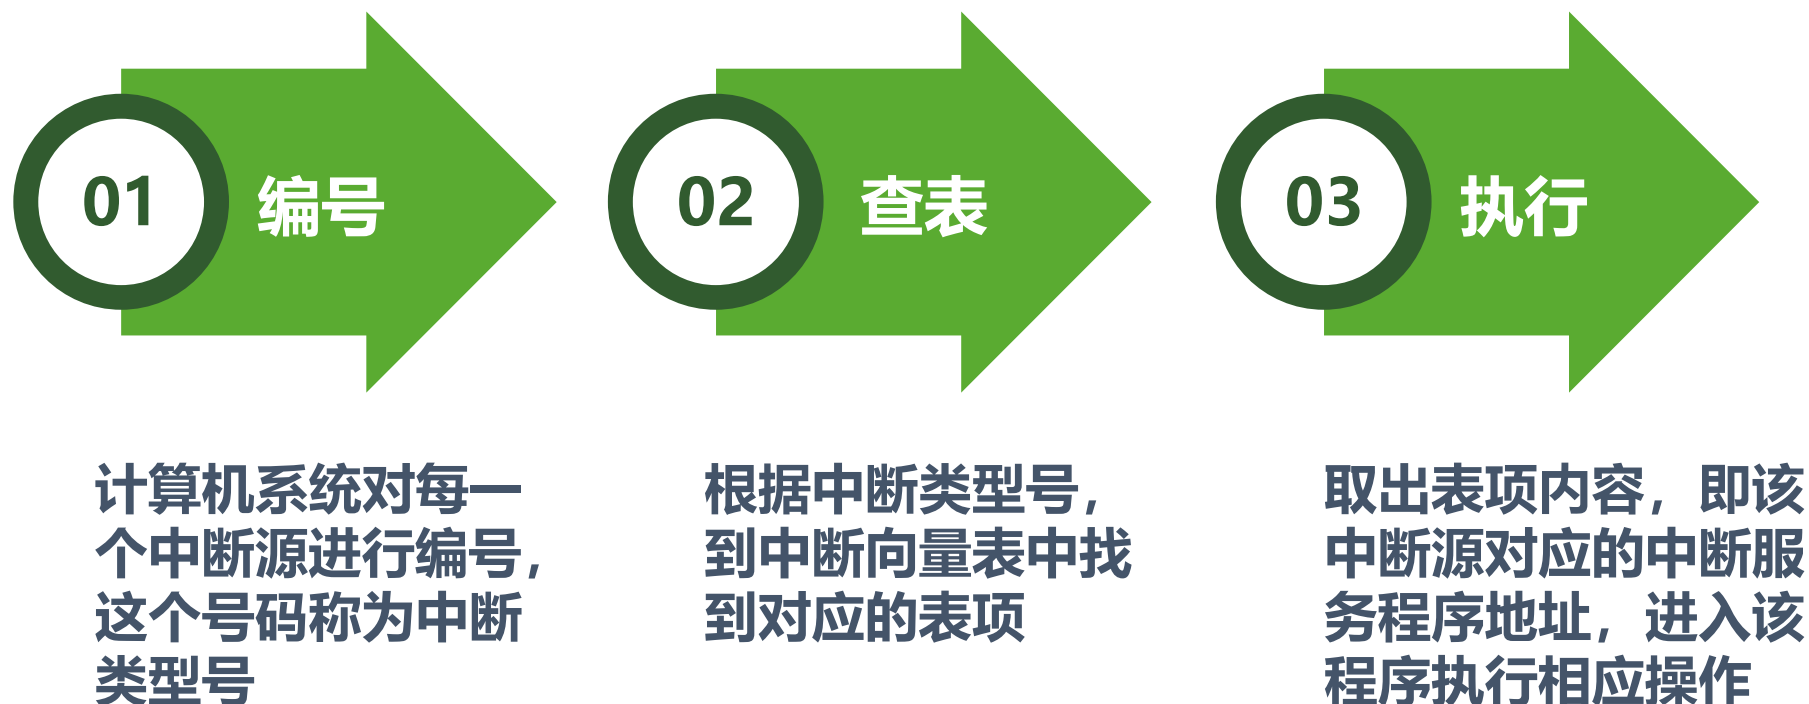 01
编号
计算机系统对每一
个中断源进行编号，
这个号码称为中断
类型号
02
查表
根据中断类型号，
到中断向量表中找
到对应的表项
03
执行
取出表项内容，即该
中断源对应的中断服
务程序地址，进入该
程序执行相应操作